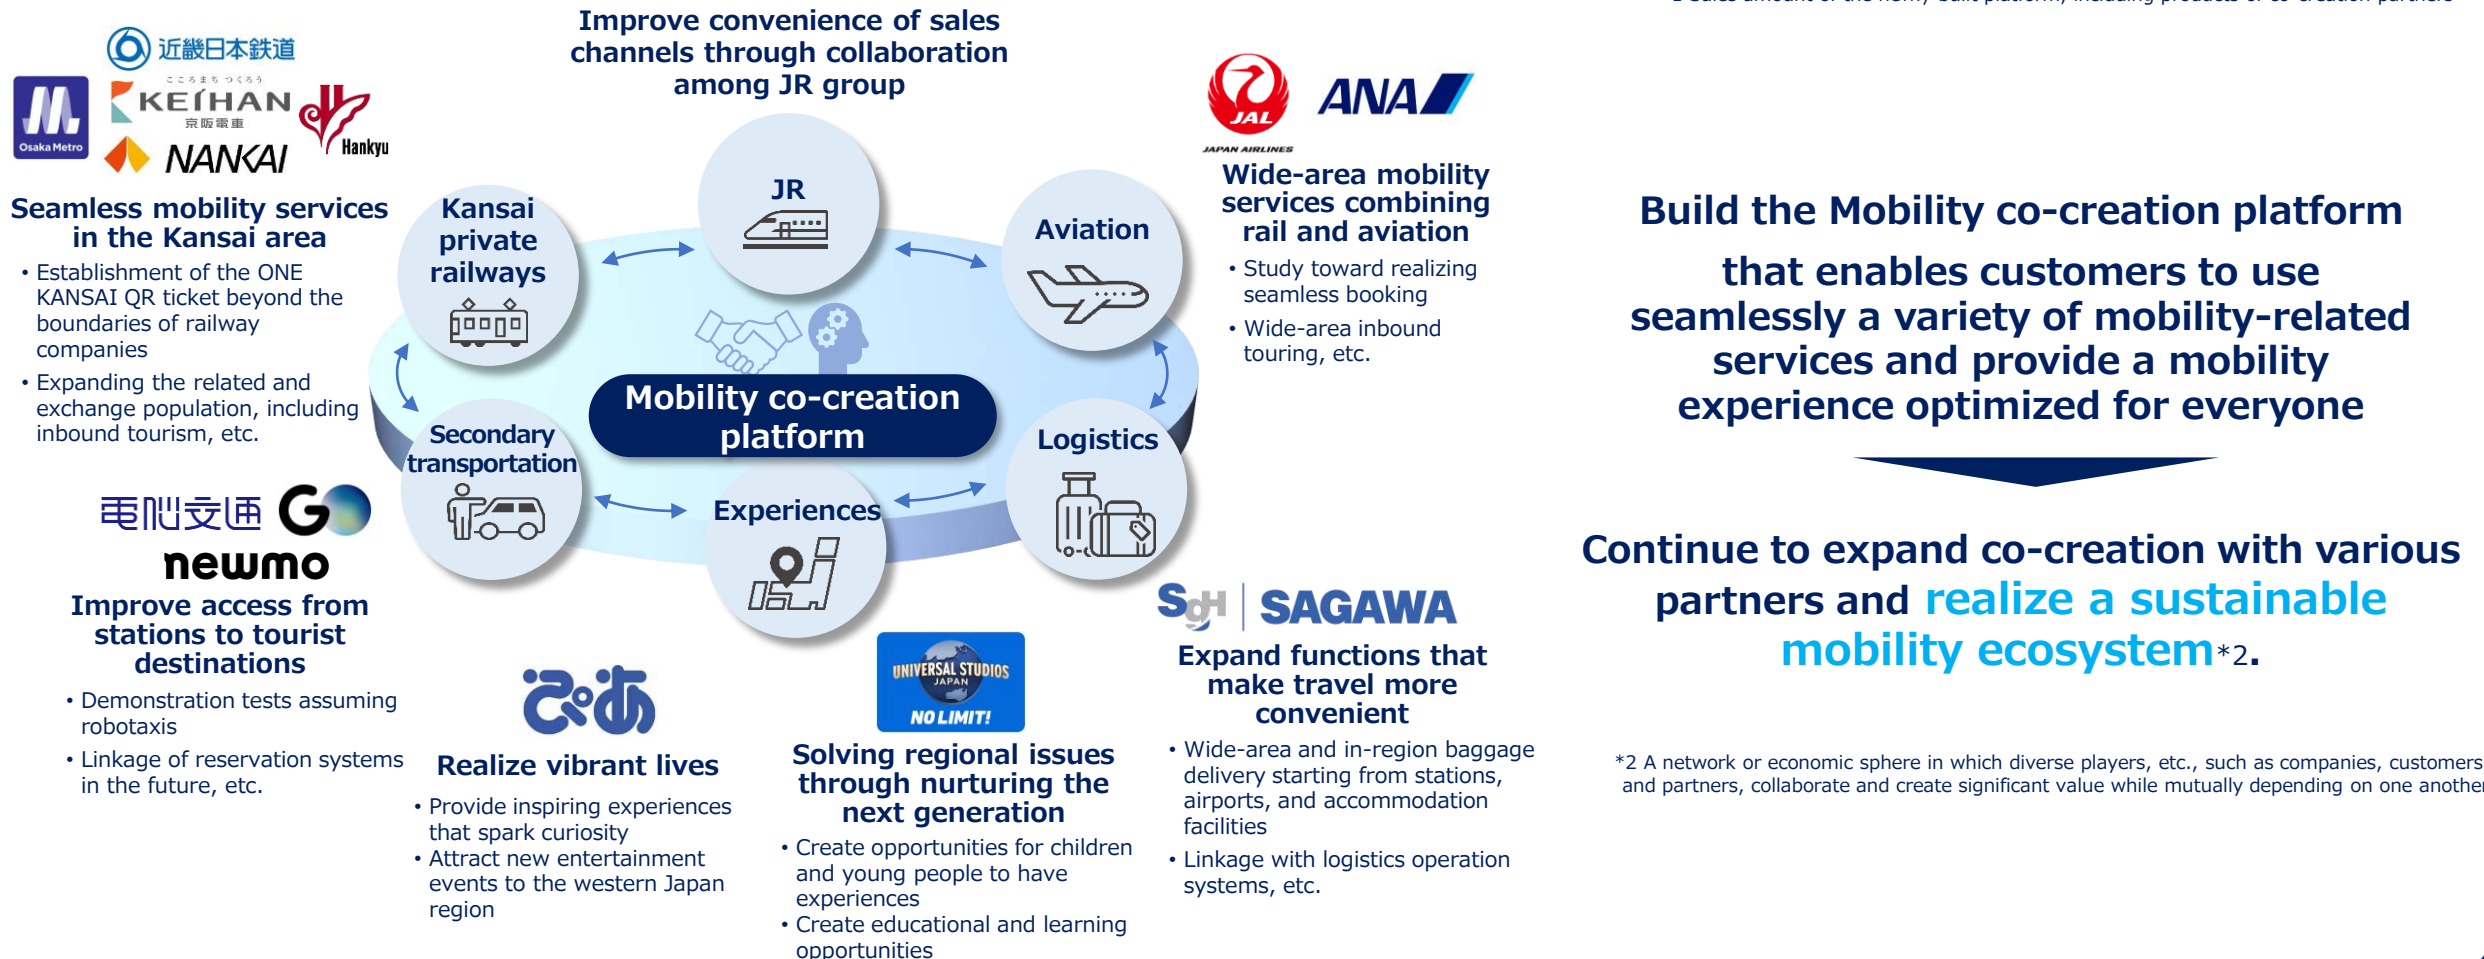 Improve convenience of sales
channels through collaboration
among JR group
近畿日本鉄道
Osaka Metro
こころまち つくろう
KEIHAN
京阪電車
Hankyu
NANKAI
Seamless mobility services
in the Kansai area
• Establishment of the ONE
KANSAI QR ticket beyond the
boundaries of railway
companies
• Expanding the related and
exchange population, including
inbound tourism, etc.
電脳交通
GO
newmo
Improve access from
stations to tourist
destinations
• Demonstration tests assuming
robotaxis
• Linkage of reservation systems
in the future, etc.
Kansai
private
railways
JR
Aviation
Mobility co-creation
platform
Secondary
transportation
Experiences
Logistics
JAL
JAPAN AIRLINES
ANA
Wide-area mobility
services combining
rail and aviation
• Study toward realizing
seamless booking
• Wide-area inbound
touring, etc.
ぴあ
Realize vibrant lives
• Provide inspiring experiences
that spark curiosity
• Attract new entertainment
events to the western Japan
region
UNIVERSAL STUDIOS
JAPAN
NO LIMIT!
Solving regional issues
through nurturing the
next generation
• Create opportunities for children
and young people to have
experiences
• Create educational and learning
opportunities
SGH SAGAWA
Expand functions that
make travel more
convenient
• Wide-area and in-region baggage
delivery starting from stations,
airports, and accommodation
facilities
• Linkage with logistics operation
systems, etc.
Build the Mobility co-creation platform
that enables customers to use
seamlessly a variety of mobility-related
services and provide a mobility
experience optimized for everyone
Continue to expand co-creation with various
partners and realize a sustainable
mobility ecosystem*2.
*2 A network or economic sphere in which diverse players, etc., such as companies, customers
and partners, collaborate and create significant value while mutually depending on one another